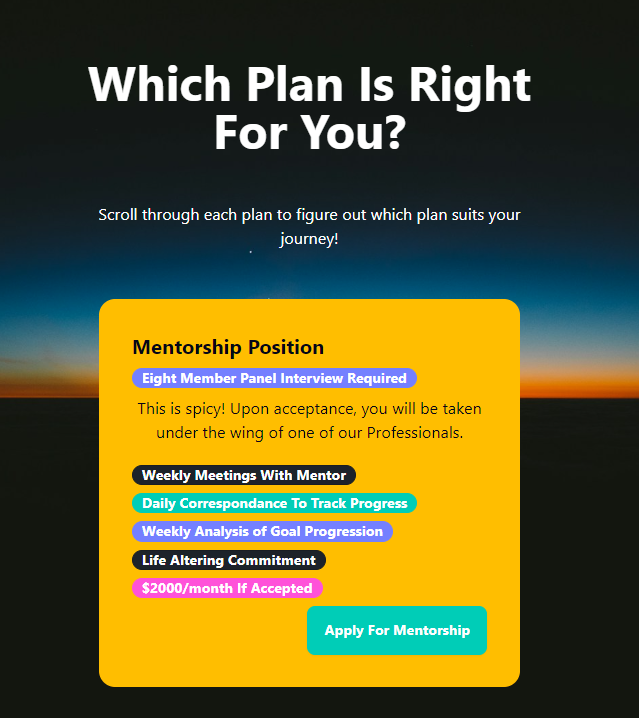 Which Plan Is Right
For You?
Scroll through each plan to figure out which plan suits your
journey!
Mentorship Position
Eight Member Panel Interview Required
This is spicy! Upon acceptance, you will be taken
under the wing of one of our Professionals.
Weekly Meetings With Mentor
Daily Correspondance To Track Progress
Weekly Analysis of Goal Progression
Life Altering Commitment
$2000/month If Accepted
Apply For Mentorship